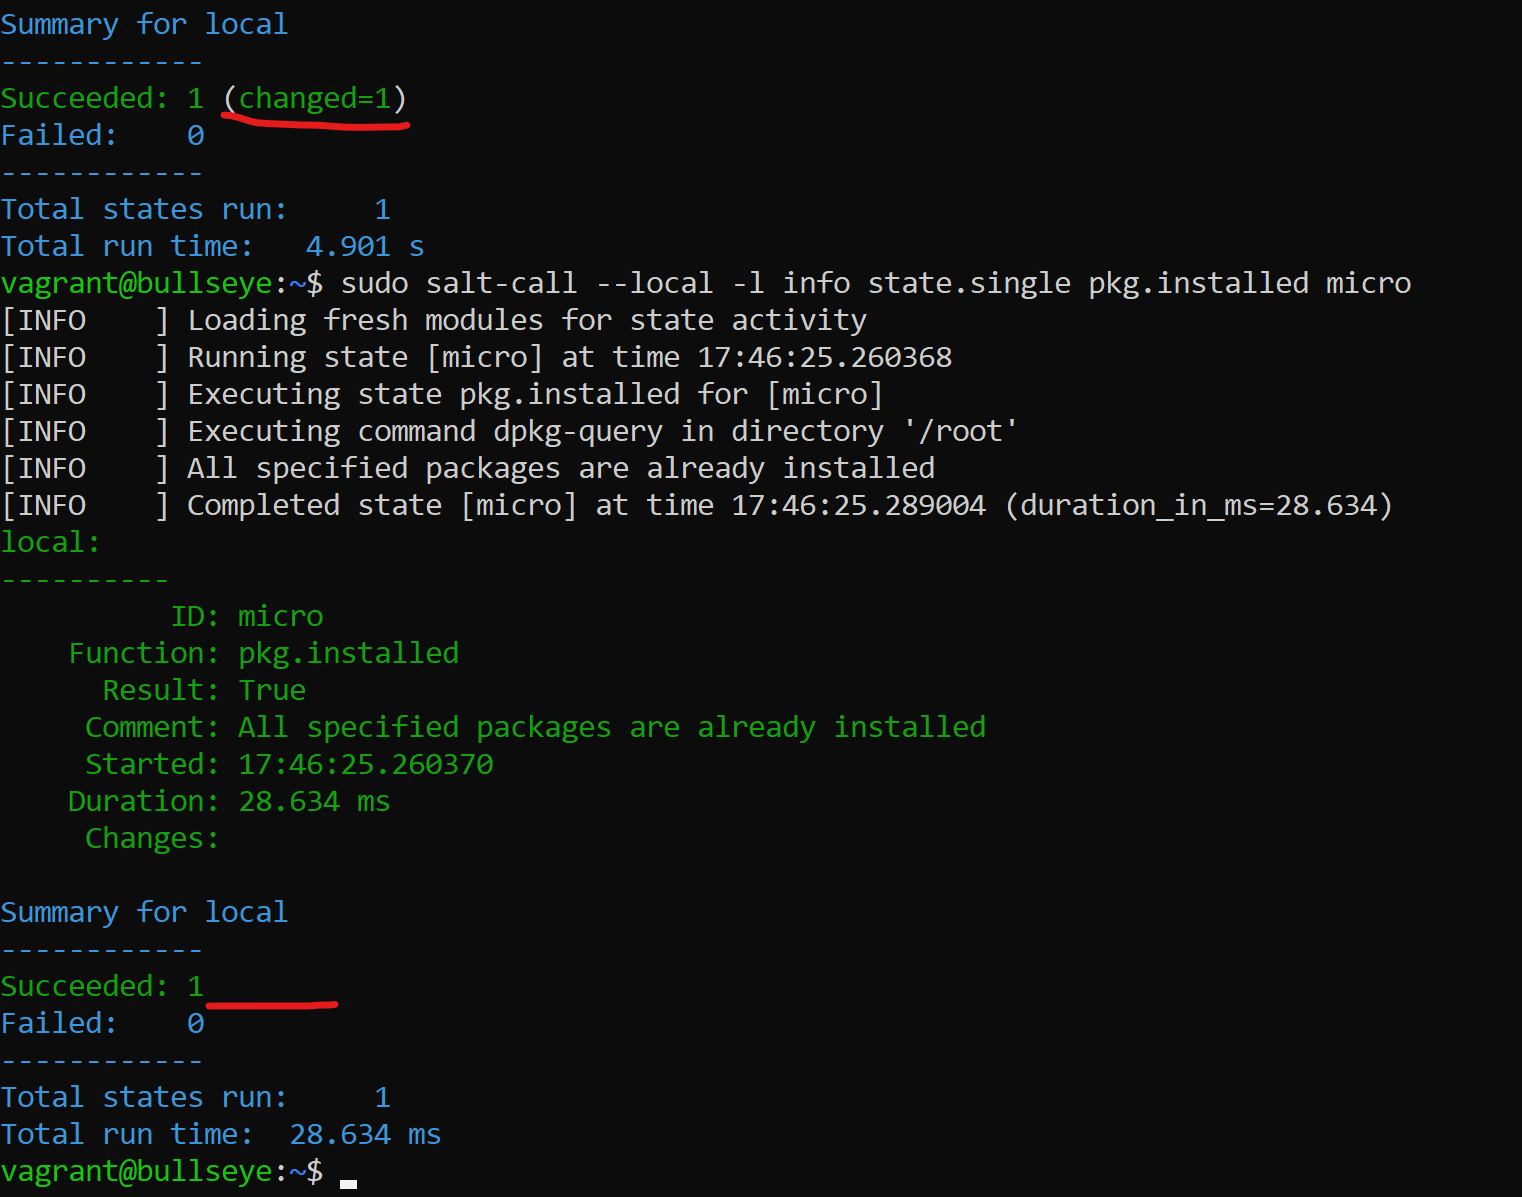 Summary for local
------------
Succeeded: 1 (changed=1)
Failed:    0
------------
Total states run:     1
Total run time:   4.901 s
vagrant@bullseye:~$ sudo salt-call --local -l info state.single pkg.installed micro
[INFO    ] Loading fresh modules for state activity
[INFO    ] Running state [micro] at time 17:46:25.260368
[INFO    ] Executing state pkg.installed for [micro]
[INFO    ] Executing command dpkg-query in directory '/root'
[INFO    ] All specified packages are already installed
[INFO    ] Completed state [micro] at time 17:46:25.289004 (duration_in_ms=28.634)
local:
----------
          ID: micro
    Function: pkg.installed
      Result: True
     Comment: All specified packages are already installed
     Started: 17:46:25.260370
    Duration: 28.634 ms
     Changes:
Summary for local
------------
Succeeded: 1
Failed:    0
------------
Total states run:     1
Total run time:  28.634 ms
vagrant@bullseye:~$